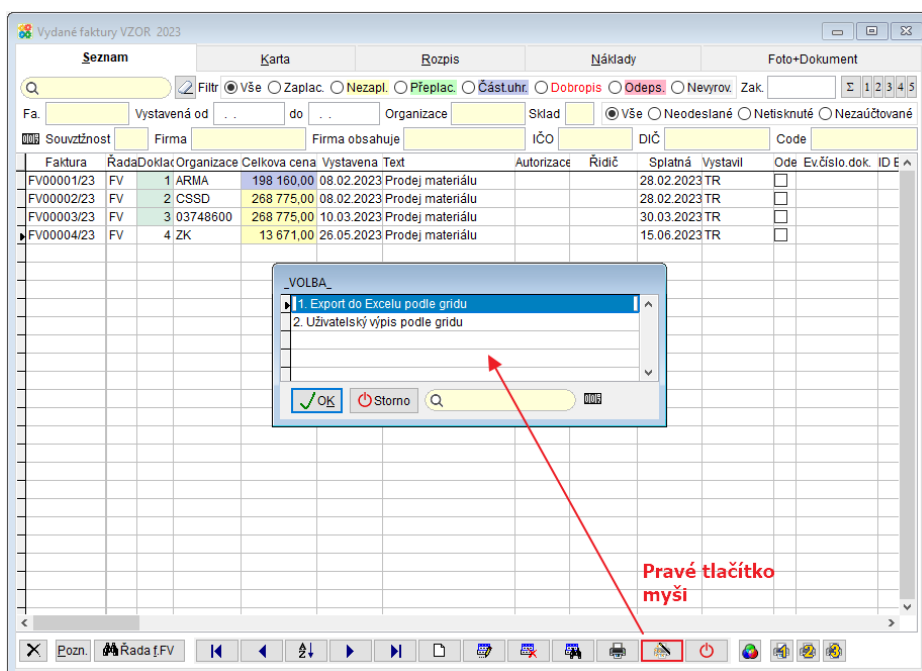 Vydané faktury VZOR 2023
Seznam Karta Rozpis Náklady Foto+Dokument
Filtr Vše Zaplac. Nezapl. Přeplac. Část.uhr. Dobropis Odeps. Nevyrov. Zak. Σ 1 2 3 4 5
Fa. Vystavená od . . do . . Organizace Sklad Vše Neodeslané Netisknuté Nezaúčtované
Souvztžnost Firma Firma obsahuje IČO DIČ Code
Faktura Řada Doklad Organizace Celkova cena Vystavena Text Autorizace Řidič Splatná Vystavil Ode Ev.číslo.dok. ID E
FV00001/23 FV 1 ARMA 198 160,00 08.02.2023 Prodej materiálu 28.02.2023 TR
FV00002/23 FV 2 CSSD 268 775,00 08.02.2023 Prodej materiálu 28.02.2023 TR
FV00003/23 FV 3 03748600 268 775,00 10.03.2023 Prodej materiálu 30.03.2023 TR
FV00004/23 FV 4 ZK 13 671,00 26.05.2023 Prodej materiálu 15.06.2023 TR
_VOLBA_
1. Export do Excelu podle gridu
2. Uživatelský výpis podle gridu
OK Storno
Pravé tlačítko
myši
Pozn. Řada f.FV